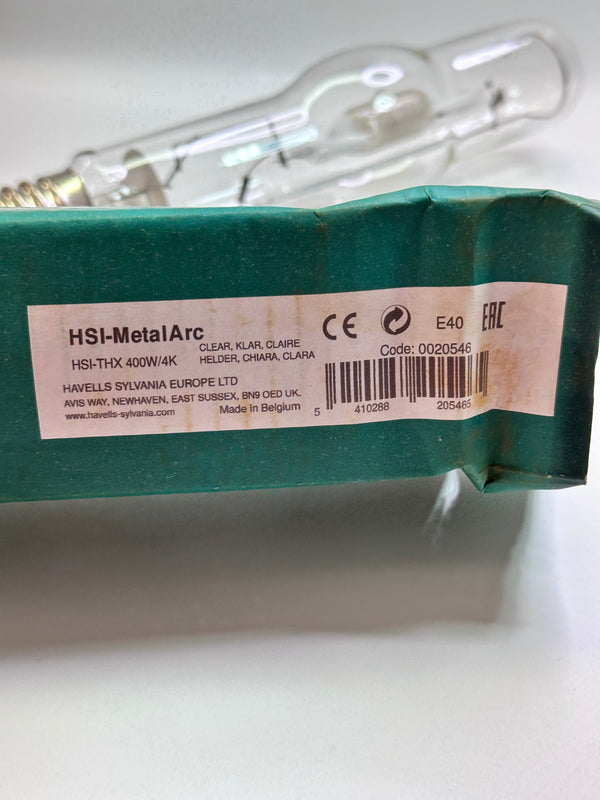 HSI-MetalArc
CLEAR, KLAR, CLAIRE
HSI-THX 400W/4K
HELDER, CHIARA, CLARA
HAVELLS SYLVANIA EUROPE LTD
AVIS WAY, NEWHAVEN, EAST SUSSEX, BN9 OED UK.
www.havells-sylvania.com
Made in Belgium
CE
E40
EAC
Code: 0020546
5 410288 205465